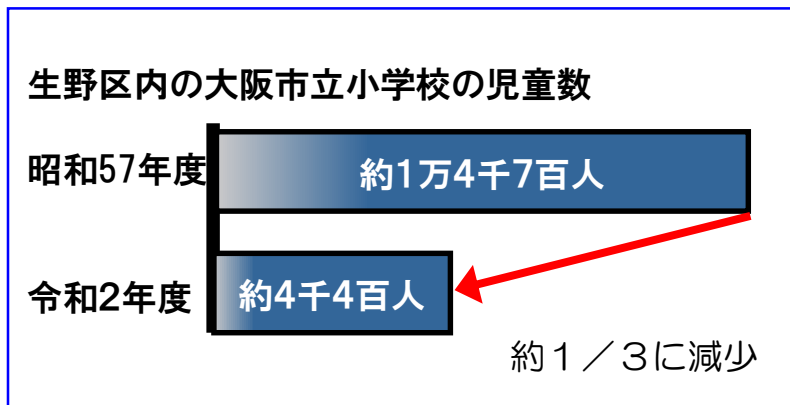 生野区内の大阪市立小学校の児童数
昭和57年度
約1万4千7百人
令和2年度
約4千4百人
約１／３に減少